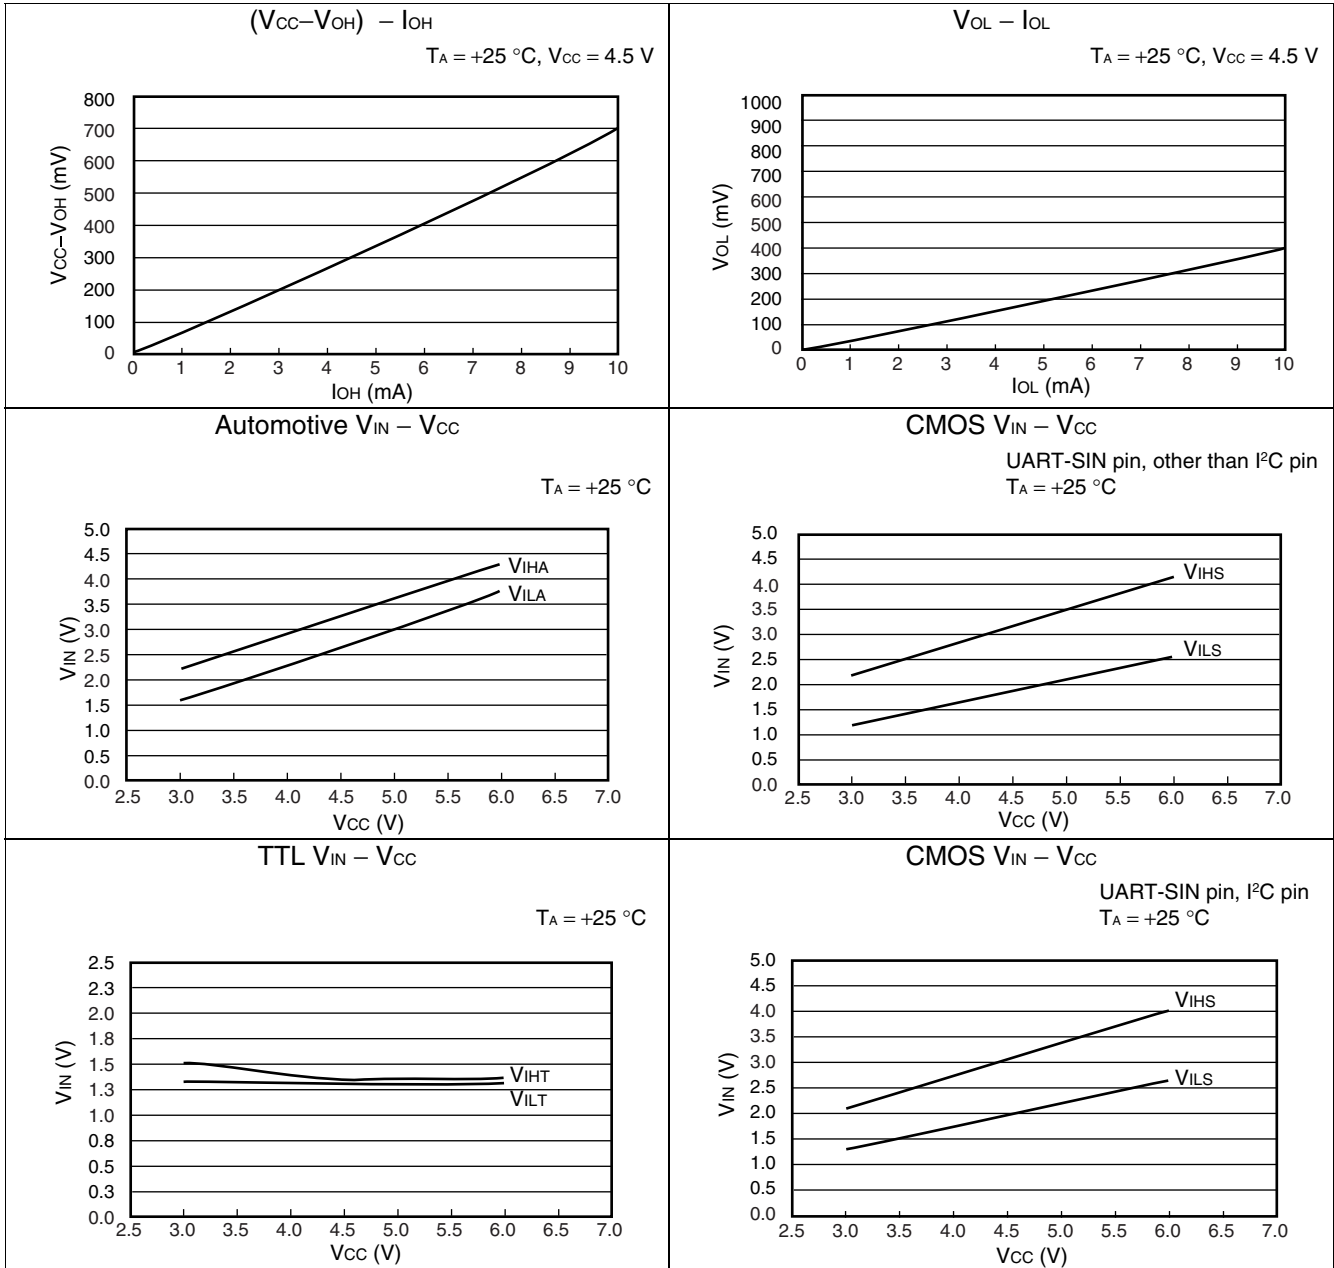 (VCC–VOH) – IOH
TA = +25 °C, VCC = 4.5 V
VCC–VOH (mV)
800
700
600
500
400
300
200
100
0
0 1 2 3 4 5 6 7 8 9 10
IOH (mA)
VOL – IOL
TA = +25 °C, VCC = 4.5 V
VOL (mV)
1000
900
800
700
600
500
400
300
200
100
0
0 1 2 3 4 5 6 7 8 9 10
IOL (mA)
Automotive VIN – VCC
TA = +25 °C
VIN (V)
5.0
4.5
4.0
3.5
3.0
2.5
2.0
1.5
1.0
0.5
0.0
VIHA
VILA
2.5 3.0 3.5 4.0 4.5 5.0 5.5 6.0 6.5 7.0
VCC (V)
CMOS VIN – VCC
UART-SIN pin, other than I²C pin
TA = +25 °C
VIN (V)
5.0
4.5
4.0
3.5
3.0
2.5
2.0
1.5
1.0
0.5
0.0
VIHS
VILS
2.5 3.0 3.5 4.0 4.5 5.0 5.5 6.0 6.5 7.0
VCC (V)
TTL VIN – VCC
TA = +25 °C
VIN (V)
2.5
2.3
2.0
1.8
1.5
1.3
1.0
0.8
0.5
0.3
0.0
VIHT
VILT
2.5 3.0 3.5 4.0 4.5 5.0 5.5 6.0 6.5 7.0
VCC (V)
CMOS VIN – VCC
UART-SIN pin, I²C pin
TA = +25 °C
VIN (V)
5.0
4.5
4.0
3.5
3.0
2.5
2.0
1.5
1.0
0.5
0.0
VIHS
VILS
2.5 3.0 3.5 4.0 4.5 5.0 5.5 6.0 6.5 7.0
VCC (V)